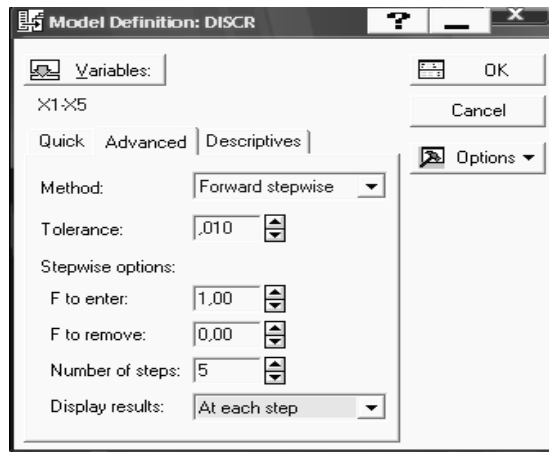 Model Definition: DISCR
? _ X
Variables:
OK
X1-X5
Cancel
Quick Advanced Descriptives
Options
Method: Forward stepwise
Tolerance: ,010
Stepwise options:
F to enter: 1,00
F to remove: 0,00
Number of steps: 5
Display results: At each step